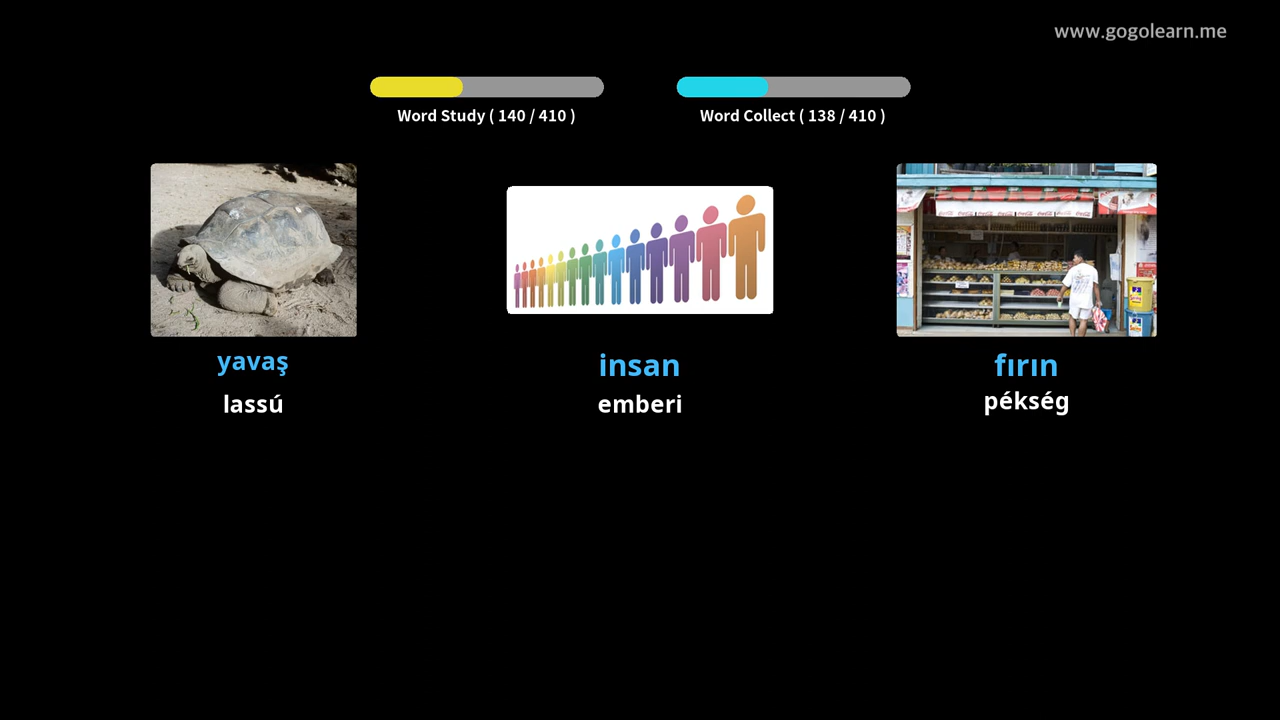 www.gogolearn.me
Word Study ( 140 / 410 )
Word Collect ( 138 / 410 )
yavaş
lassú
insan
emberi
fırın
pékség